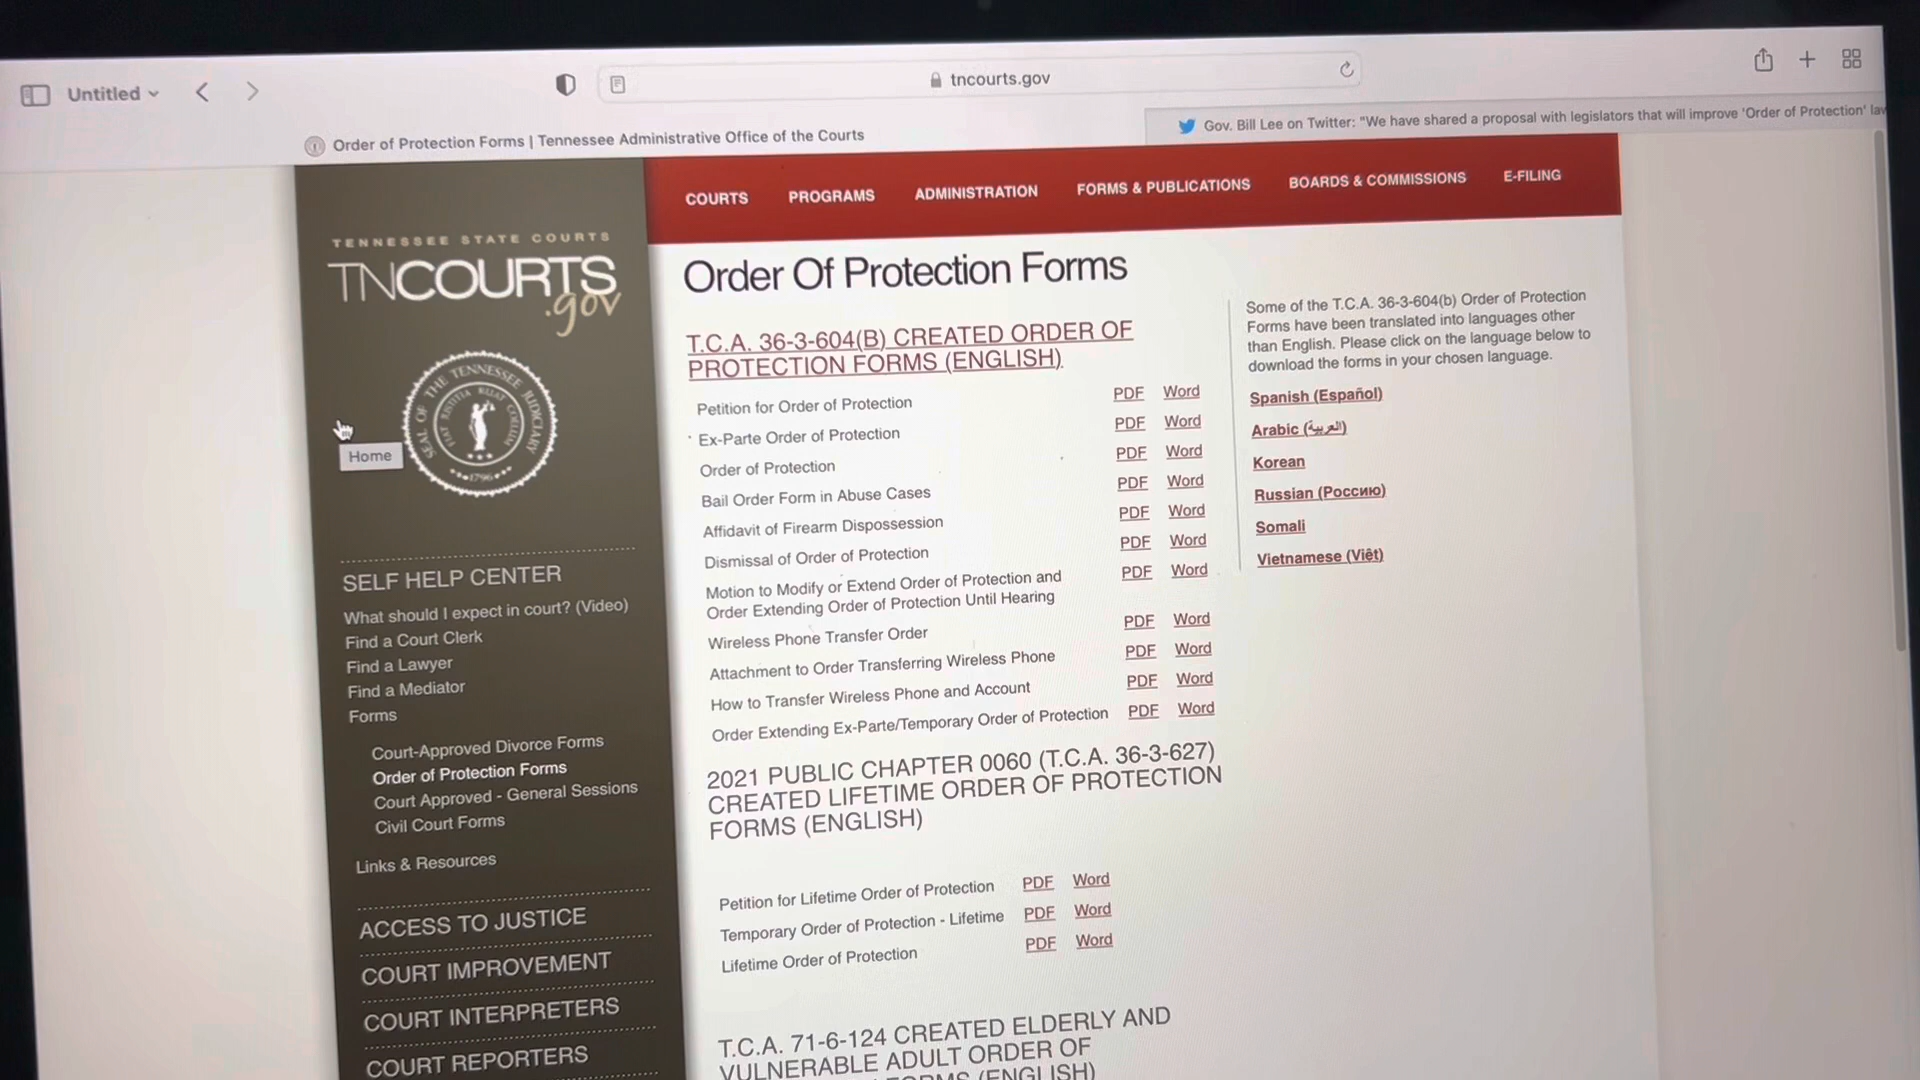 Untitled
tncourts.gov
Order of Protection Forms | Tennessee Administrative Office of the Courts
Gov. Bill Lee on Twitter: "We have shared a proposal with legislators that will improve 'Order of Protection' law
TENNESSEE STATE COURTS
TNCOURTS
.gov
SEAL OF THE TENNESSEE JUDICIARY
FIAT JUSTITIA RUAT COELUM
1796
Home
COURTS
PROGRAMS
ADMINISTRATION
FORMS & PUBLICATIONS
BOARDS & COMMISSIONS
E-FILING
SELF HELP CENTER
What should I expect in court? (Video)
Find a Court Clerk
Find a Lawyer
Find a Mediator
Forms
Court-Approved Divorce Forms
Order of Protection Forms
Court Approved - General Sessions
Civil Court Forms
Links & Resources
ACCESS TO JUSTICE
COURT IMPROVEMENT
COURT INTERPRETERS
COURT REPORTERS
Order Of Protection Forms
T.C.A. 36-3-604(B) CREATED ORDER OF
PROTECTION FORMS (ENGLISH)
Petition for Order of Protection PDF Word
Ex-Parte Order of Protection PDF Word
Order of Protection PDF Word
Bail Order Form in Abuse Cases PDF Word
Affidavit of Firearm Dispossession PDF Word
Dismissal of Order of Protection PDF Word
Motion to Modify or Extend Order of Protection and PDF Word
Order Extending Order of Protection Until Hearing
Wireless Phone Transfer Order PDF Word
Attachment to Order Transferring Wireless Phone PDF Word
How to Transfer Wireless Phone and Account PDF Word
Order Extending Ex-Parte/Temporary Order of Protection PDF Word
2021 PUBLIC CHAPTER 0060 (T.C.A. 36-3-627)
CREATED LIFETIME ORDER OF PROTECTION
FORMS (ENGLISH)
Petition for Lifetime Order of Protection PDF Word
Temporary Order of Protection - Lifetime PDF Word
Lifetime Order of Protection PDF Word
T.C.A. 71-6-124 CREATED ELDERLY AND
VULNERABLE ADULT ORDER OF
(ENGLISH)
Some of the T.C.A. 36-3-604(b) Order of Protection
Forms have been translated into languages other
than English. Please click on the language below to
download the forms in your chosen language.
Spanish (Español)
Arabic (العربية)
Korean
Russian (Россию)
Somali
Vietnamese (Việt)